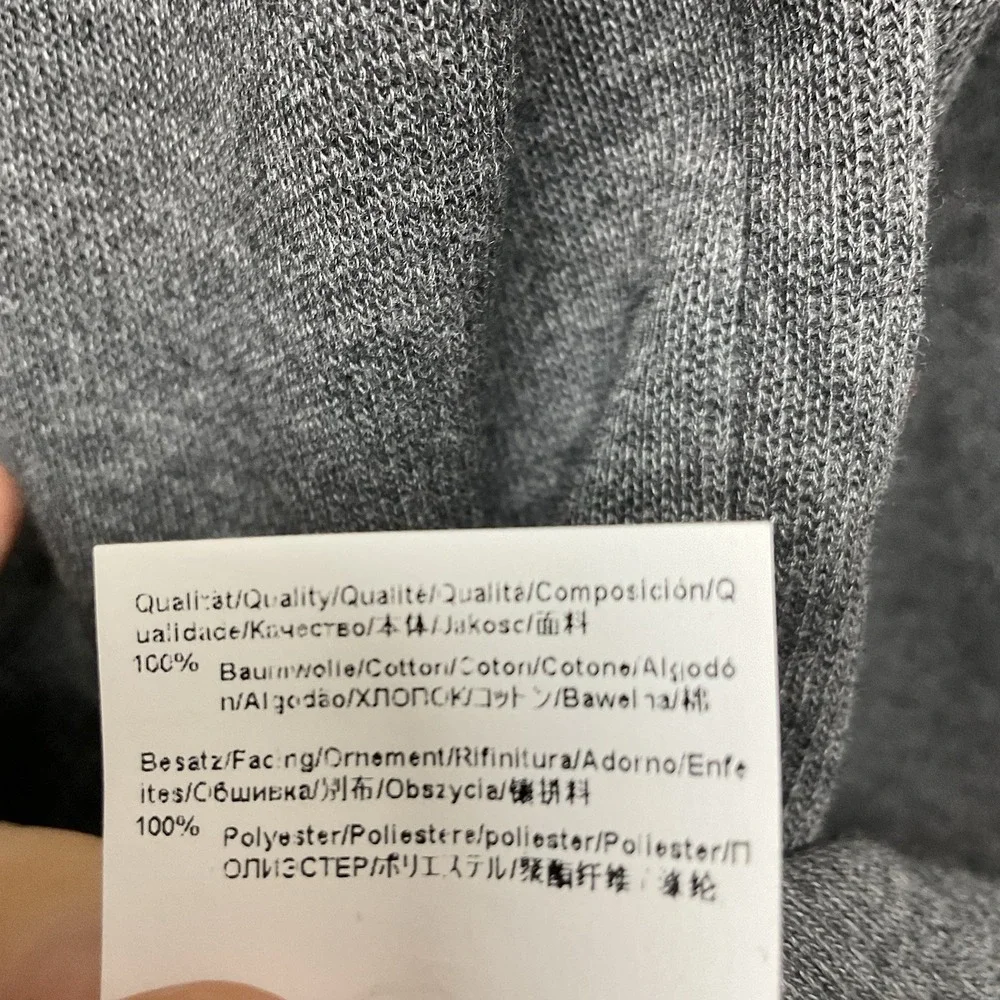 Qualität/Quality/Qualité/Qualità/Composición/Q
ualidade/Качество/本体/Jakosc/面料
100% Baumwolle/Cotton/Coton/Cotone/Algodó
n/Algodão/ХЛОПОК/コットン/Bawełna/棉
Besatz/Facing/Ornement/Rifinitura/Adorno/Enfe
ites/Обшивка/別布/Obszycia/镶拼料
100% Polyester/Poliestere/poliester/Poliester/П
ОЛИЭСТЕР/ポリエステル/聚酯纤维/涤纶